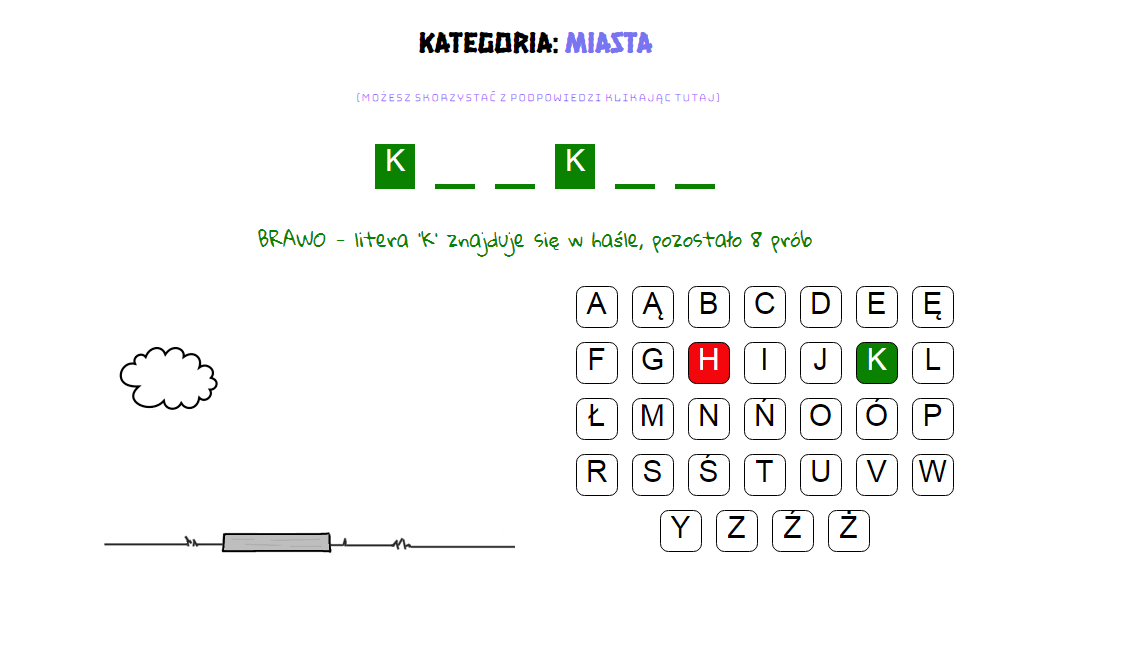 KATEGORIA: MIASTA
(MOŻESZ SKORZYSTAĆ Z PODPOWIEDZI KLIKAJĄC TUTAJ)
K _ _ K _ _
BRAWO - litera 'K' znajduje się w haśle, pozostało 8 prób
A Ą B C D E Ę
F G H I J K L
Ł M N Ń O Ó P
R S Ś T U V W
Y Z Ź Ż